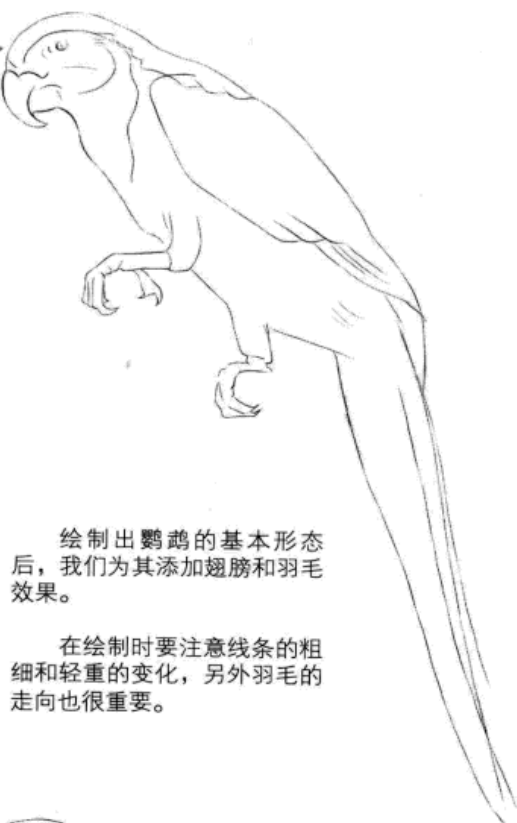 绘制出鹦鹉的基本形态
后，我们为其添加翅膀和羽毛
效果。
在绘制时要注意线条的粗
细和轻重的变化，另外羽毛的
走向也很重要。